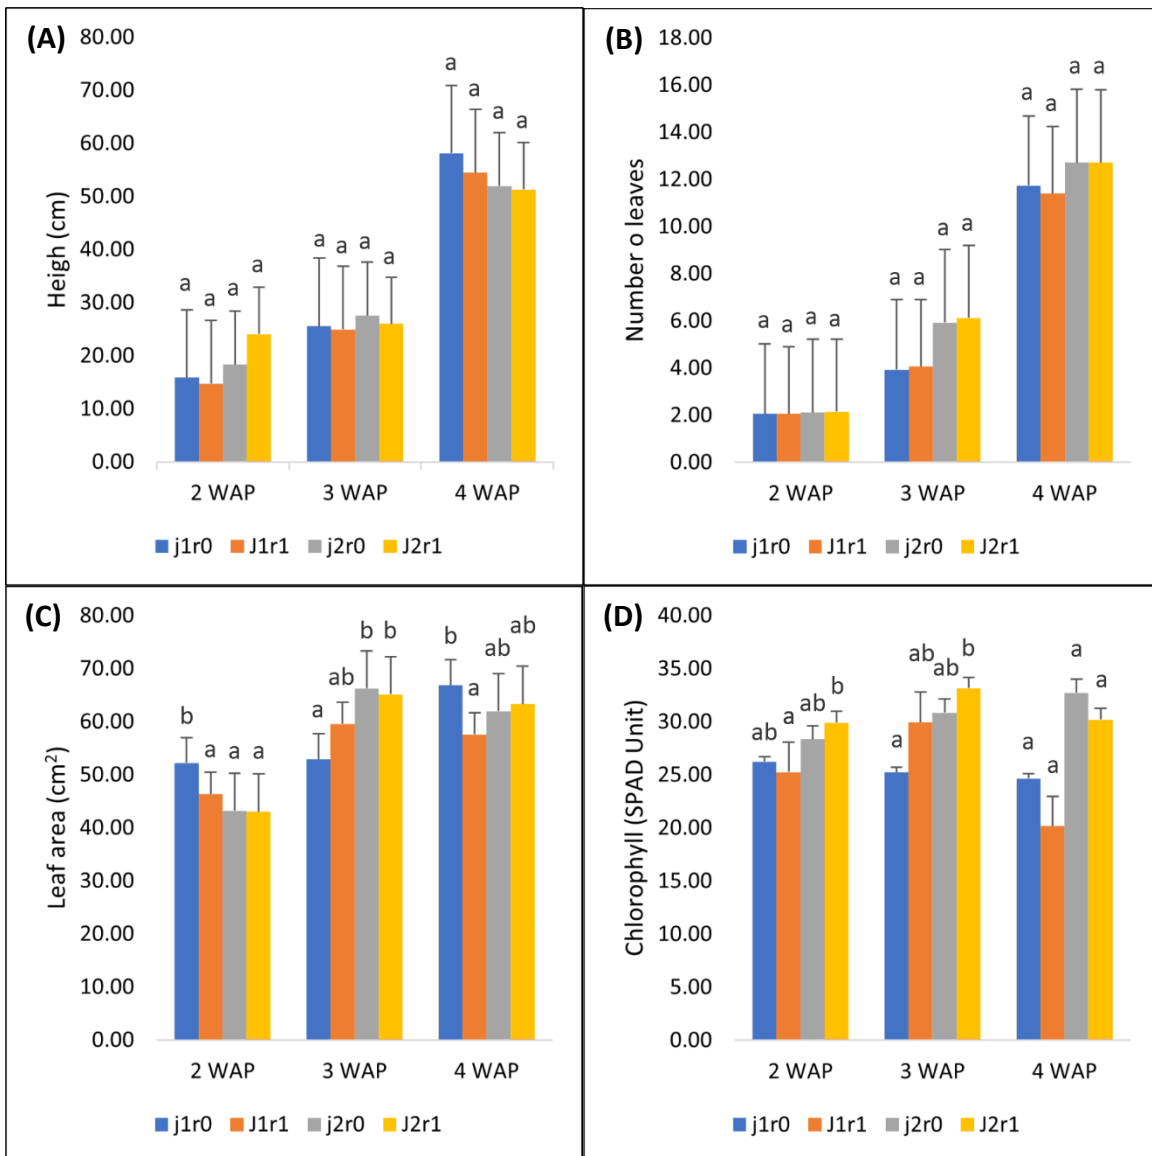 (A)
80.00
70.00
60.00
50.00
40.00
30.00
20.00
10.00
0.00
Heigh (cm)
a a a a
a a a a
a a a a
2 WAP 3 WAP 4 WAP
j1r0 J1r1 j2r0 J2r1
(B)
18.00
16.00
14.00
12.00
10.00
8.00
6.00
4.00
2.00
0.00
Number o leaves
a a a a
a a a a
a a a a
2 WAP 3 WAP 4 WAP
j1r0 J1r1 j2r0 J2r1
(C)
80.00
70.00
60.00
50.00
40.00
30.00
20.00
10.00
0.00
Leaf area (cm²)
b a a a
a ab b b
b a ab ab
2 WAP 3 WAP 4 WAP
j1r0 J1r1 j2r0 J2r1
(D)
40.00
35.00
30.00
25.00
20.00
15.00
10.00
5.00
0.00
Chlorophyll (SPAD Unit)
ab a ab b
a ab ab b
a a a a
2 WAP 3 WAP 4 WAP
j1r0 J1r1 j2r0 J2r1